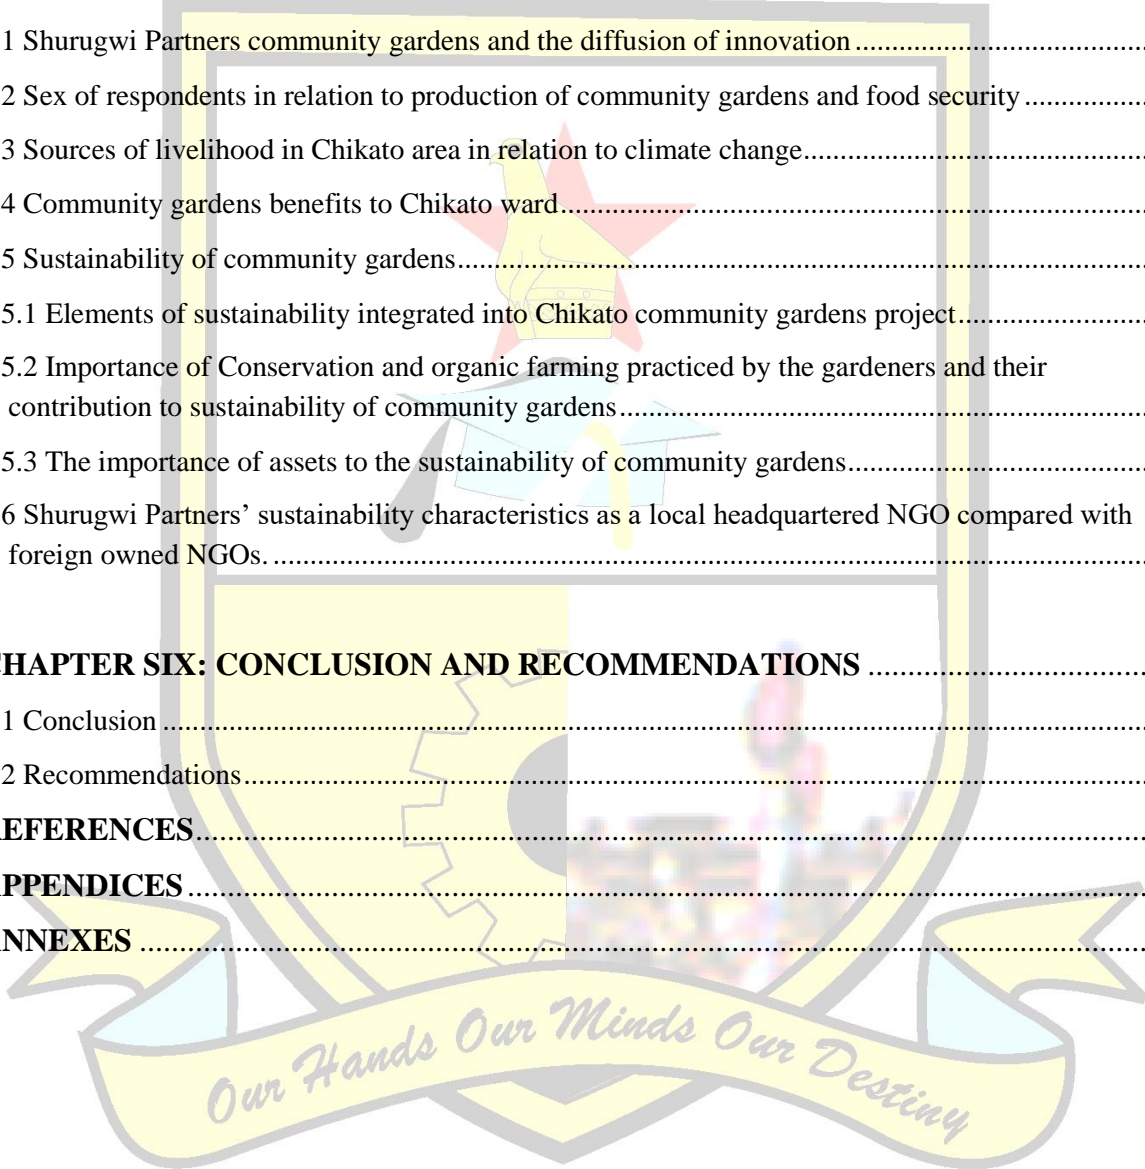 1 Shurugwi Partners community gardens and the diffusion of innovation
2 Sex of respondents in relation to production of community gardens and food security
3 Sources of livelihood in Chikato area in relation to climate change
4 Community gardens benefits to Chikato ward
5 Sustainability of community gardens
5.1 Elements of sustainability integrated into Chikato community gardens project
5.2 Importance of Conservation and organic farming practiced by the gardeners and their
contribution to sustainability of community gardens
5.3 The importance of assets to the sustainability of community gardens
6 Shurugwi Partners’ sustainability characteristics as a local headquartered NGO compared with
foreign owned NGOs.
HAPTER SIX: CONCLUSION AND RECOMMENDATIONS
1 Conclusion
2 Recommendations
EFERENCES
PPENDICES
NNEXES
Our Hands Our Minds Our Destiny